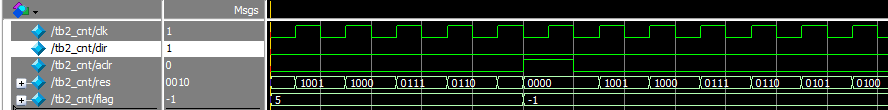 Msgs
/tb2_cnt/clk 1
/tb2_cnt/dir 1
/tb2_cnt/adr 0
/tb2_cnt/res 0010 1001 1000 0111 0110 0000 1001 1000 0111 0110 0101 0100
/tb2_cnt/flag -1 5 -1